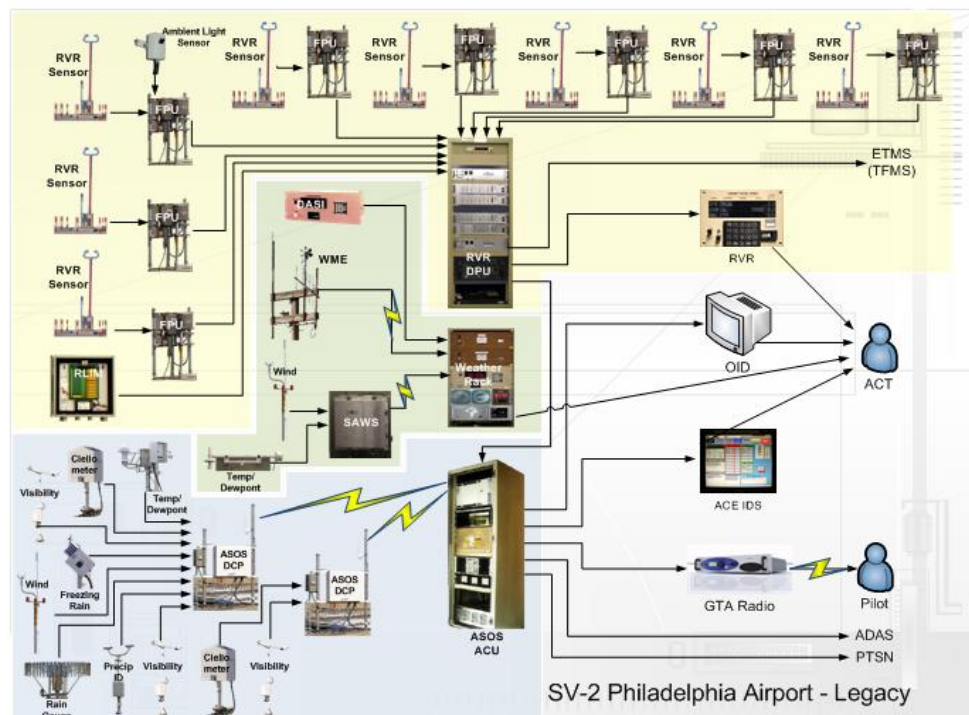 Ambient Light
Sensor
RVR
Sensor
FPU
RVR
Sensor
FPU
RVR
Sensor
FPU
RVR
Sensor
FPU
RVR
Sensor
FPU
RVR
Sensor
FPU
RVR
Sensor
FPU
RVR
Sensor
FPU
RLIM
DASI
WME
Wind
SAWS
Temp/
Dewpont
Weather
Rack
RVR
DPU
ETMS
(TFMS)
RVR
OID
ACT
ACE IDS
GTA Radio
Pilot
ADAS
PTSN
Ciello
meter
Visibility
Temp/
Dewpont
Wind
Freezing
Rain
ASOS
DCP
ASOS
DCP
ASOS
ACU
Rain
Precip
ID
Visibility
Ciello
meter
Visibility
SV-2 Philadelphia Airport - Legacy